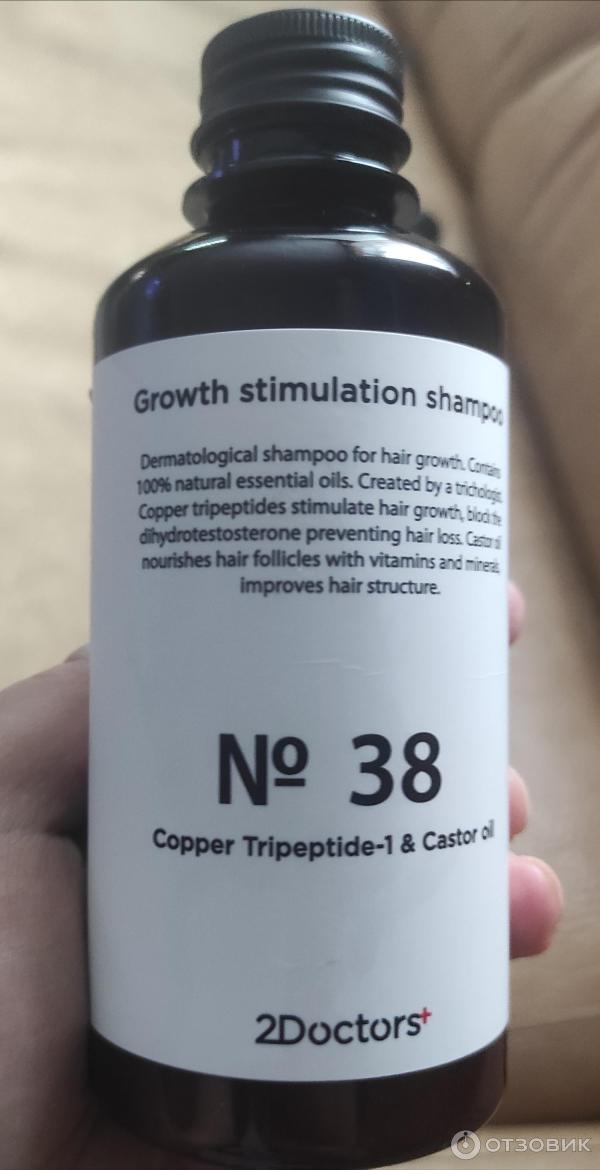 Growth stimulation shampoo
Dermatological shampoo for hair growth. Contains
100% natural essential oils. Created by a trichologist.
Copper tripeptides stimulate hair growth, block the
dihydrotestosterone preventing hair loss. Castor oil
nourishes hair follicles with vitamins and minerals,
improves hair structure.
№ 38
Copper Tripeptide-1 & Castor oil
2Doctors+
ОТЗОВИК